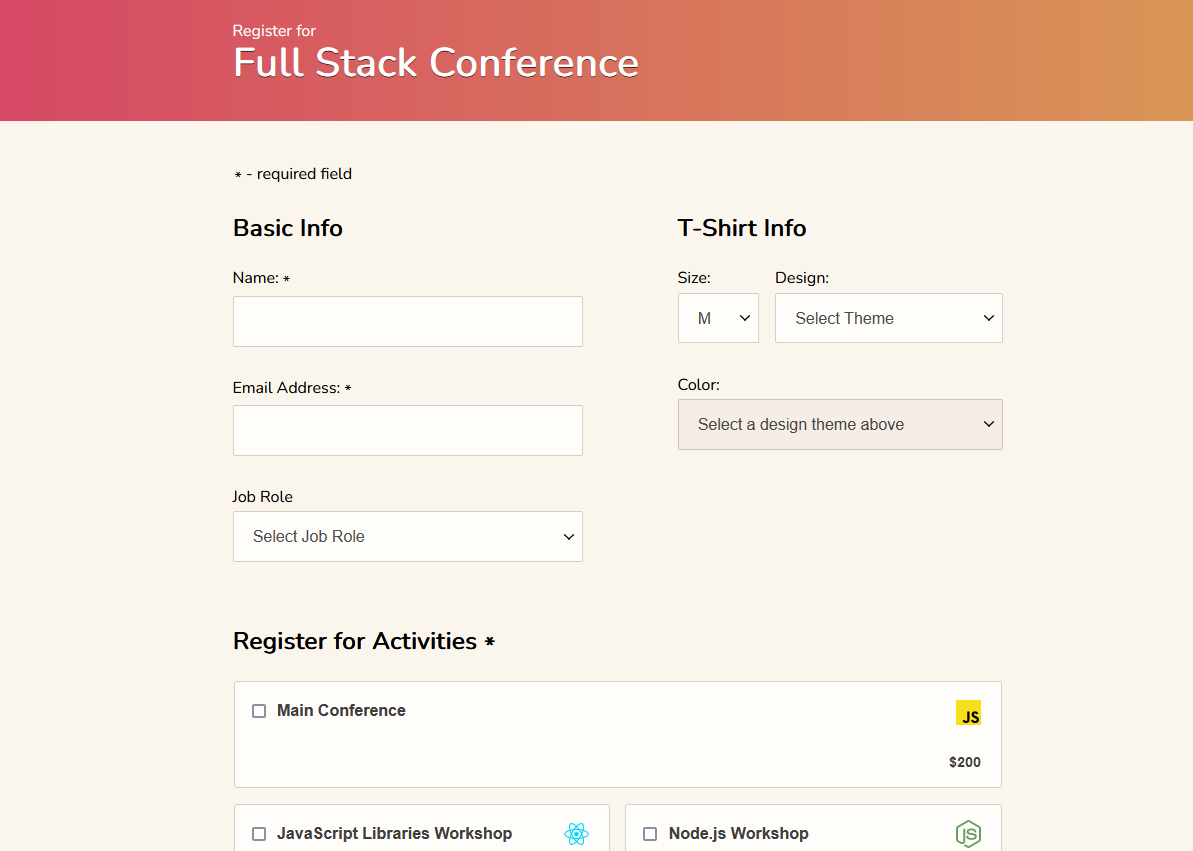 Register for
Full Stack Conference
* - required field
Basic Info
Name: *
Email Address: *
Job Role
Select Job Role
T-Shirt Info
Size:
Design:
M
Select Theme
Color:
Select a design theme above
Register for Activities *
Main Conference
JS
$200
JavaScript Libraries Workshop
Node.js Workshop
JS